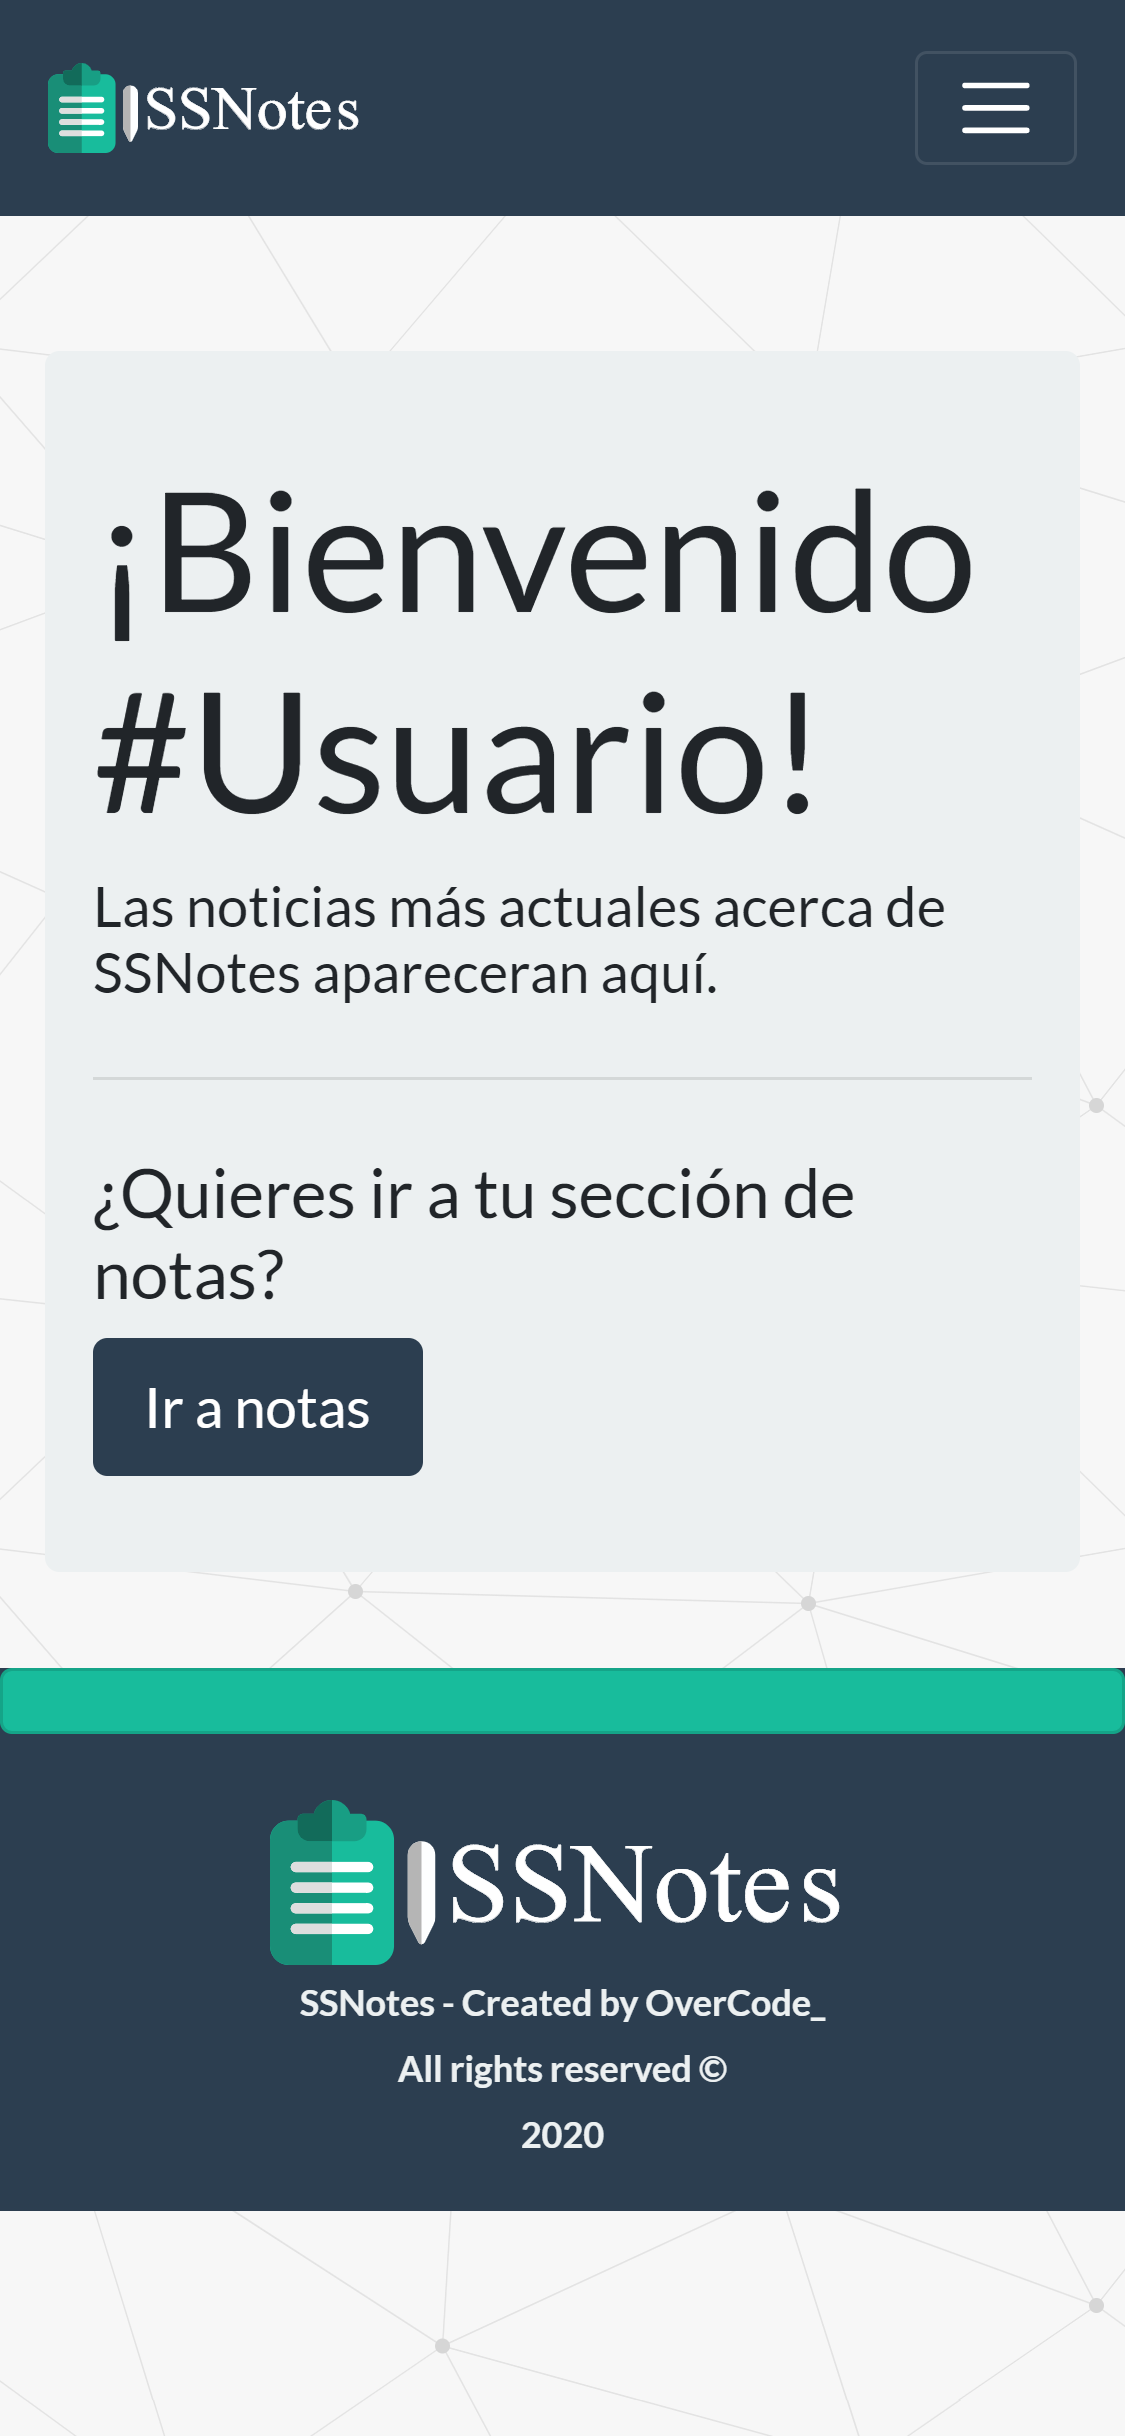 SSNotes
¡Bienvenido
#Usuario!
Las noticias más actuales acerca de
SSNotes apareceran aquí.
¿Quieres ir a tu sección de
notas?
Ir a notas
SSNotes
SSNotes - Created by OverCode_
All rights reserved ©
2020